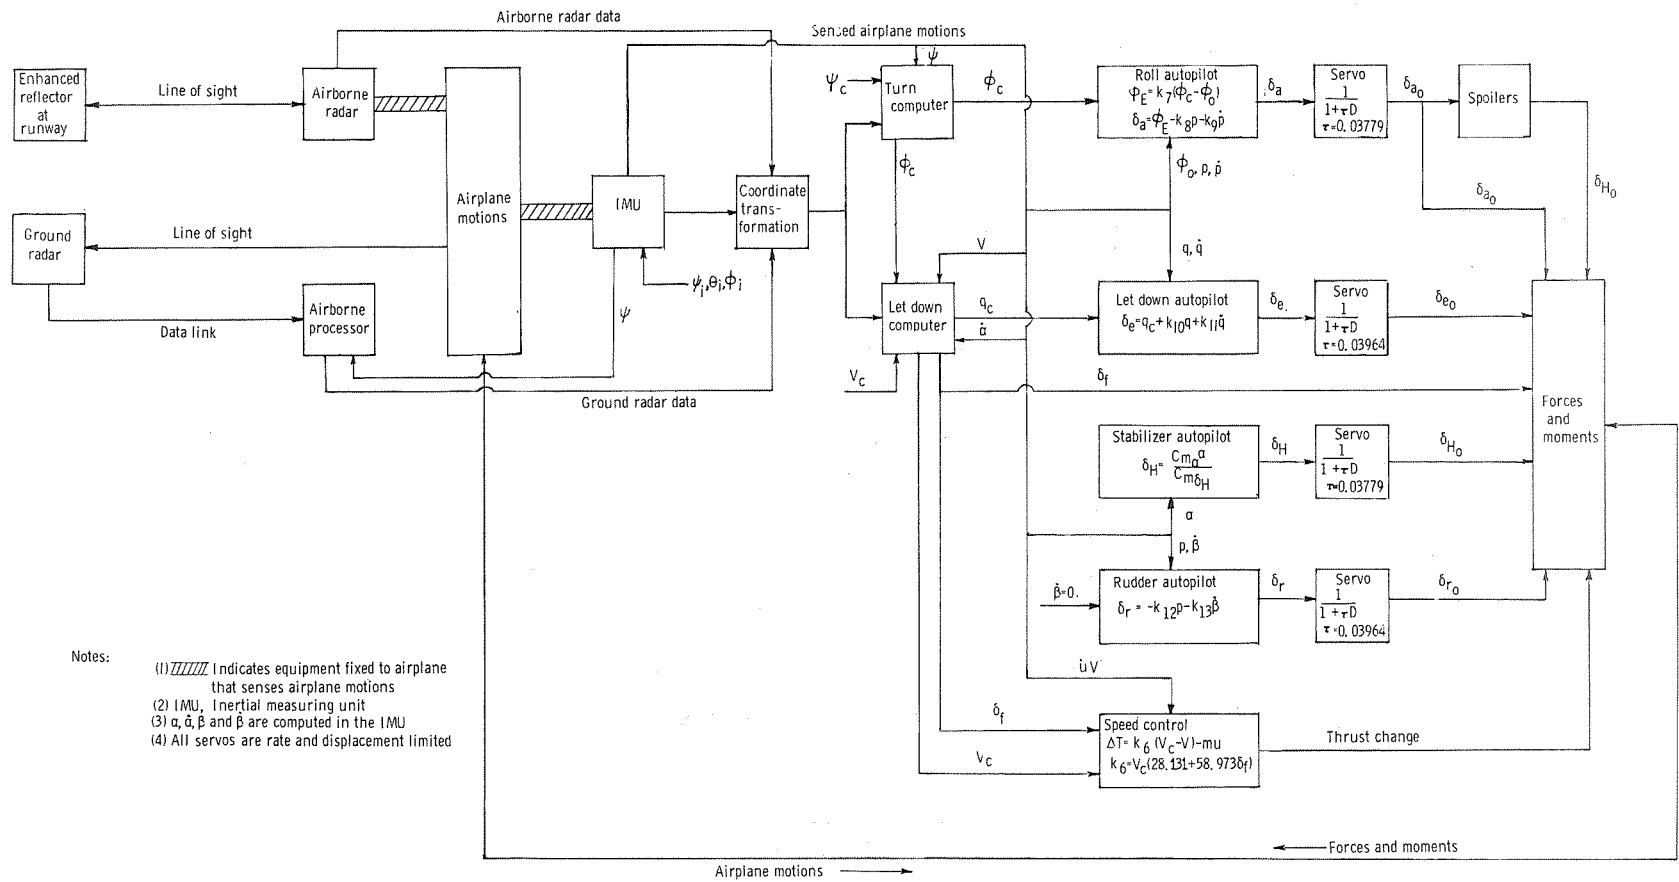 Airborne radar data
Sensed airplane motions
Enhanced
reflector
at
runway
Line of sight
Airborne
radar
Airplane
motions
IMU
Coordinate
trans-
formation
Ground
radar
Line of sight
Data link
Airborne
processor
Ground radar data
ψ
ψi,θi,ϕi
ψ
ψc
Turn
computer
ϕc
ϕc
Roll autopilot
ϕE= k7(ϕc-ϕo)
δa=ϕE-k8p-k9ṗ
δa
Servo
1
1+τD
τ=0.03779
δao
Spoilers
δao
δHo
ϕo, p, ṗ
V
q, q̇
Let down
computer
qc
α̇
Vc
Let down autopilot
δe=qc+k10q+k11q̇
δe
Servo
1
1+τD
τ=0.03964
δeo
δf
Forces
and
moments
Stabilizer autopilot
δH= Cmαα
CmδH
δH
Servo
1
1+τD
τ=0.03779
δHo
α
p, β̇
β̇=0.
Rudder autopilot
δr = -k12p-k13β̇
δr
Servo
1
1+τD
τ=0.03964
δro
u̇ V
δf
Vc
Speed control
ΔT= k6 (Vc-V)-mu
k6=Vc(28.131+58.973δf)
Thrust change
Notes:
(1) Indicates equipment fixed to airplane
that senses airplane motions
(2) IMU, Inertial measuring unit
(3) α, α̇, β and β̇ are computed in the IMU
(4) All servos are rate and displacement limited
Forces and moments
Airplane motions